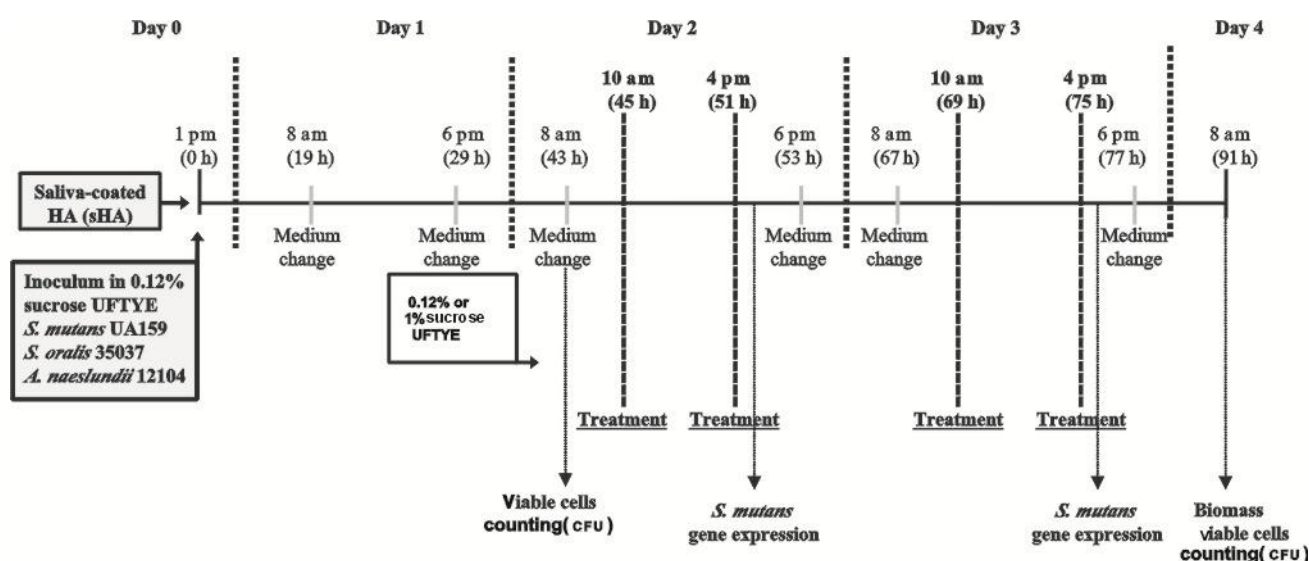 Day 0
Day 1
Day 2
Day 3
Day 4
10 am
(45 h)
4 pm
(51 h)
10 am
(69 h)
4 pm
(75 h)
1 pm
(0 h)
8 am
(19 h)
6 pm
(29 h)
8 am
(43 h)
6 pm
(53 h)
8 am
(67 h)
6 pm
(77 h)
8 am
(91 h)
Saliva-coated
HA (sHA)
Medium
change
Medium
change
Medium
change
Medium
change
Medium
change
Medium
change
Inoculum in 0.12%
sucrose UFTYE
S. mutans UA159
S. oralis 35037
A. naeslundii 12104
0.12% or
1% sucrose
UFTYE
Treatment
Treatment
Treatment
Treatment
Viable cells
counting( CFU )
S. mutans
gene expression
S. mutans
gene expression
Biomass
viable cells
counting( CFU )